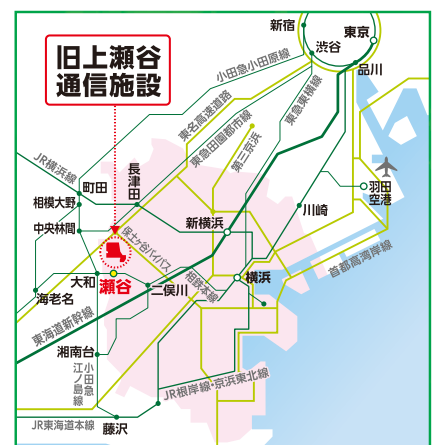 新宿
東京
渋谷
品川
旧上瀬谷
通信施設
小田急小田原線
東名高速道路
東急田園都市線
東急東横線
第三京浜
JR横浜線
町田
長津田
相模大野
中央林間
新横浜
川崎
羽田
空港
保土ヶ谷バイパス
首都高湾岸線
大和
瀬谷
海老名
二俣川
相鉄本線
横浜
東海道新幹線
湘南台
小田急
江ノ島線
JR根岸線・京浜東北線
JR東海道本線
藤沢